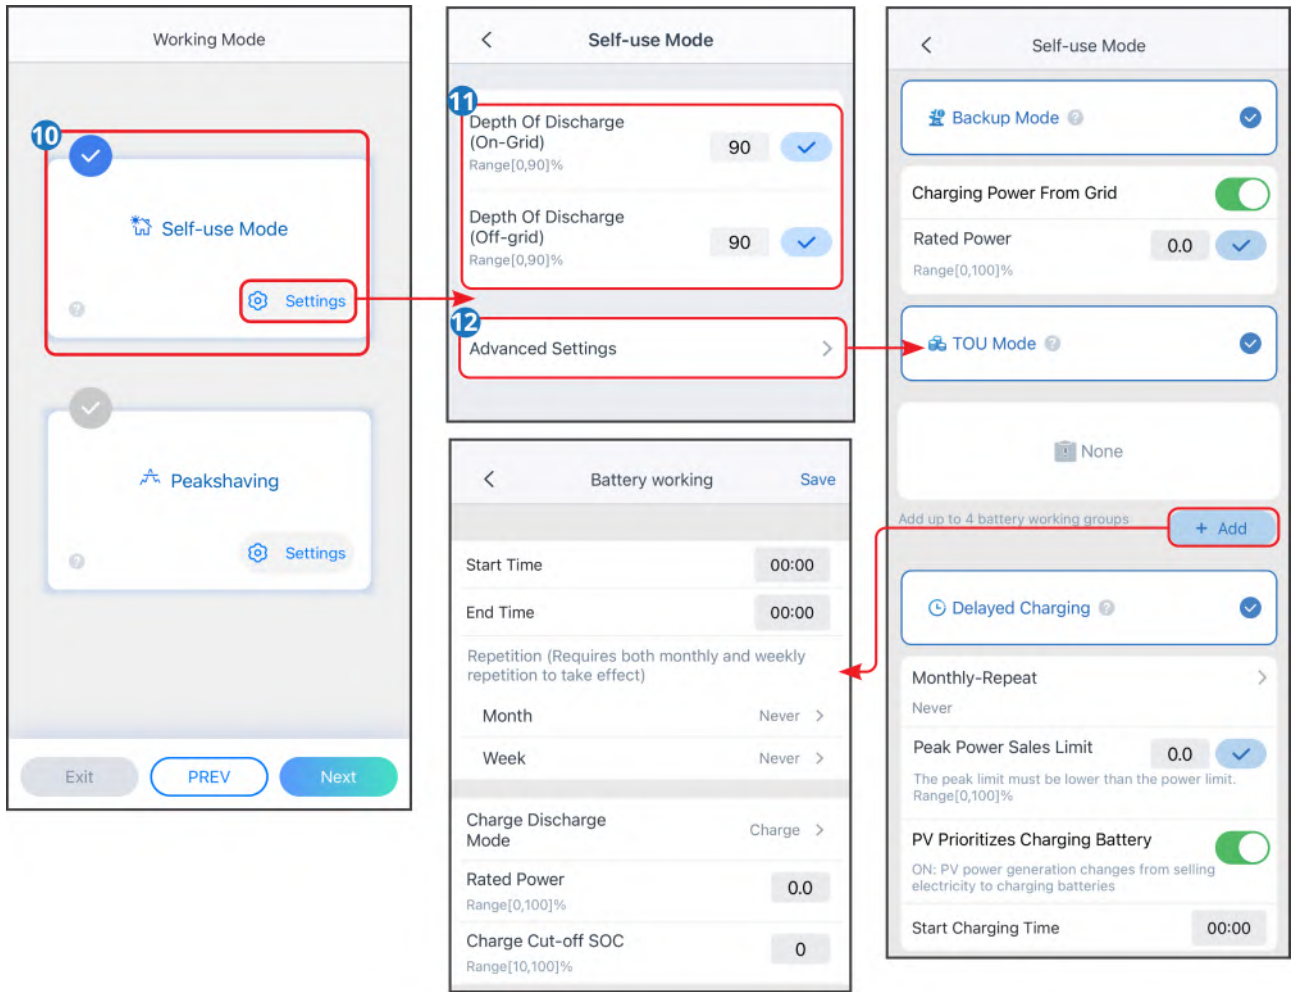 Working Mode
10
Self-use Mode
Settings
Peakshaving
Settings
Exit
PREV
Next
Self-use Mode
11
Depth Of Discharge
(On-Grid)
90
Range[0,90]%
Depth Of Discharge
(Off-grid)
90
Range[0,90]%
12
Advanced Settings
Battery working
Save
Start Time
00:00
End Time
00:00
Repetition (Requires both monthly and weekly
repetition to take effect)
Month
Never
Week
Never
Charge Discharge
Mode
Charge
Rated Power
0.0
Range[0,100]%
Charge Cut-off SOC
0
Range[10,100]%
Self-use Mode
Backup Mode ?
Charging Power From Grid
Rated Power
0.0
Range[0,100]%
TOU Mode ?
None
Add up to 4 battery working groups
+ Add
Delayed Charging ?
Monthly-Repeat
Never
Peak Power Sales Limit
0.0
The peak limit must be lower than the power limit.
Range[0,100]%
PV Prioritizes Charging Battery
ON: PV power generation changes from selling
electricity to charging batteries
Start Charging Time
00:00